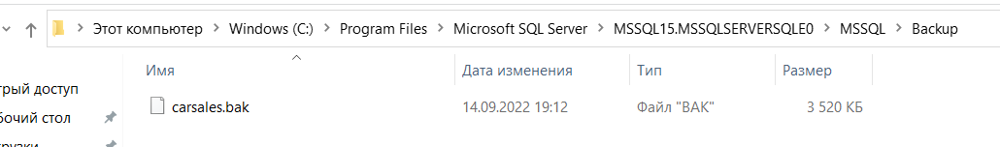 Этот компьютер > Windows (C:) > Program Files > Microsoft SQL Server > MSSQL15.MSSQLSERVERSQLE0 > MSSQL > Backup
Имя Дата изменения Тип Размер
трый доступ
carsales.bak 14.09.2022 19:12 Файл "BAK" 3 520 КБ
бочий стол
грузки